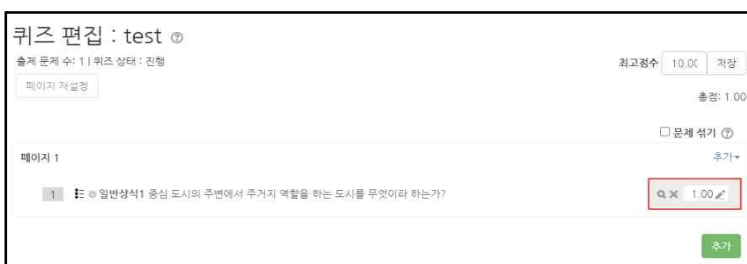 퀴즈 편집 : test
출제 문제 수: 1 | 퀴즈 상태 : 진행
최고점수 10.00 저장
페이지 재설정
총점: 1.00
문제 섞기
페이지 1 추가
1 일반상식1 중심 도시의 주변에서 주거지 역할을 하는 도시를 무엇이라 하는가? 1.00
추가